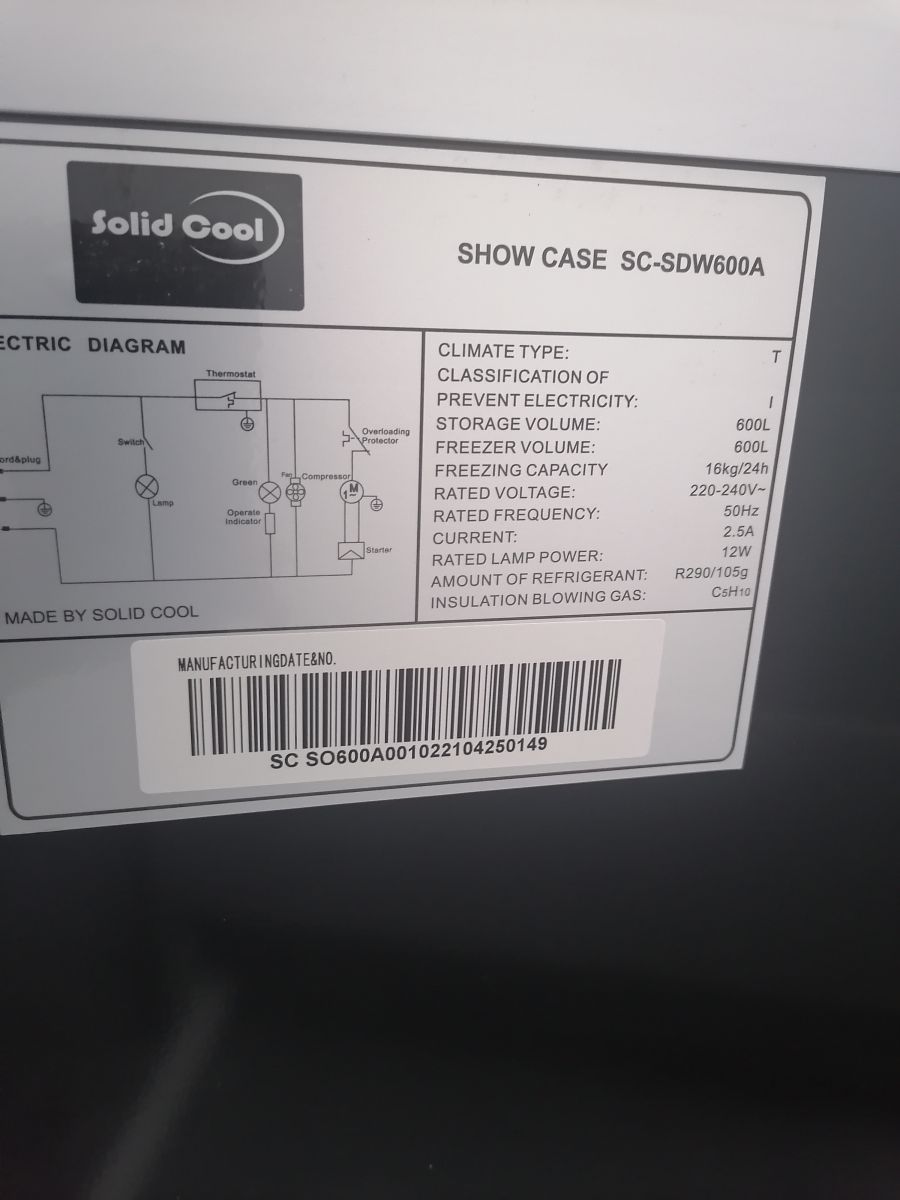 Solid Cool
SHOW CASE SC-SDW600A
ECTRIC DIAGRAM
Thermostat
Switch
Overloading
Protector
ord&plug
Lamp
Green
Fan
Compressor
M
1~
Operate
Indicator
Starter
MADE BY SOLID COOL
CLIMATE TYPE: T
CLASSIFICATION OF
PREVENT ELECTRICITY: I
STORAGE VOLUME: 600L
FREEZER VOLUME: 600L
FREEZING CAPACITY 16kg/24h
RATED VOLTAGE: 220-240V~
RATED FREQUENCY: 50Hz
CURRENT: 2.5A
RATED LAMP POWER: 12W
AMOUNT OF REFRIGERANT: R290/105g
INSULATION BLOWING GAS: C5H10
MANUFACTURINGDATE&NO.
SC SO600A001022104250149